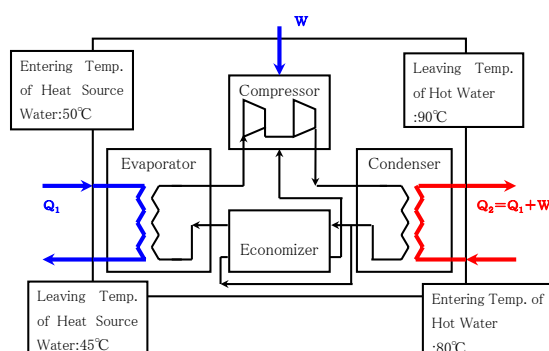 W
Entering Temp.
of Heat Source
Water:50℃
Compressor
Leaving Temp.
of Hot Water
:90℃
Evaporator
Condenser
Q₁
Q₂=Q₁+W
Economizer
Leaving Temp.
of Heat Source
Water:45℃
Entering Temp. of
Hot Water
:80℃